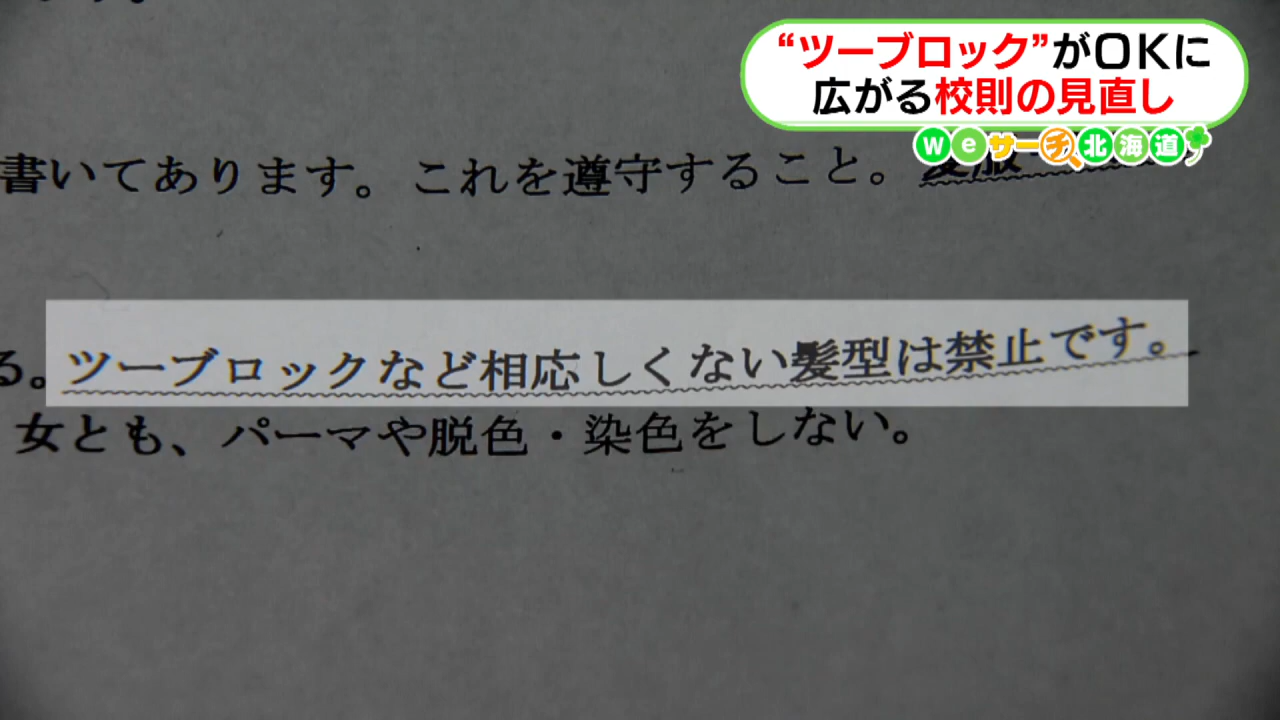 “ツーブロック”がOKに
広がる校則の見直し
weサーチ北海道
書いてあります。これを遵守すること。
る。ツーブロックなど相応しくない髪型は禁止です。
女とも、パーマや脱色・染色をしない。